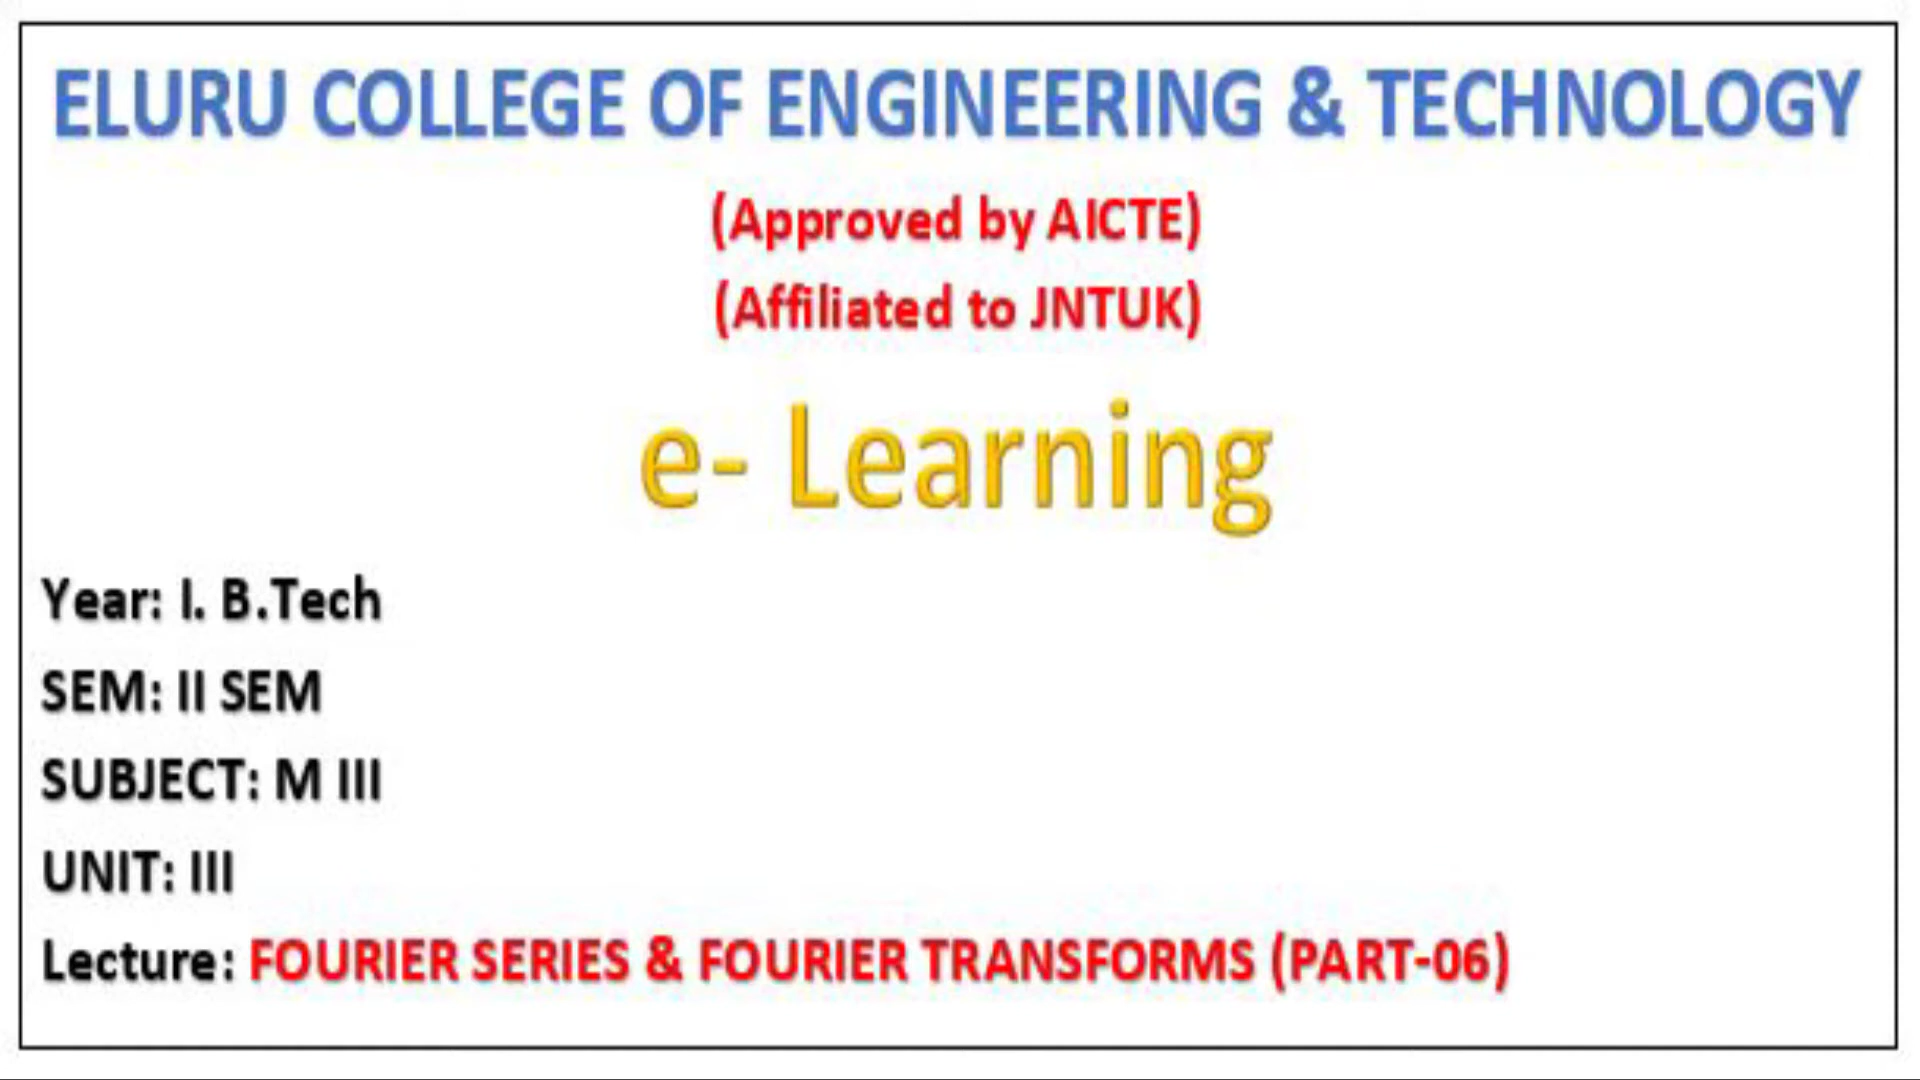 ELURU COLLEGE OF ENGINEERING & TECHNOLOGY
(Approved by AICTE)
(Affiliated to JNTUK)
e- Learning
Year: I. B.Tech
SEM: II SEM
SUBJECT: M III
UNIT: III
Lecture: FOURIER SERIES & FOURIER TRANSFORMS (PART-06)